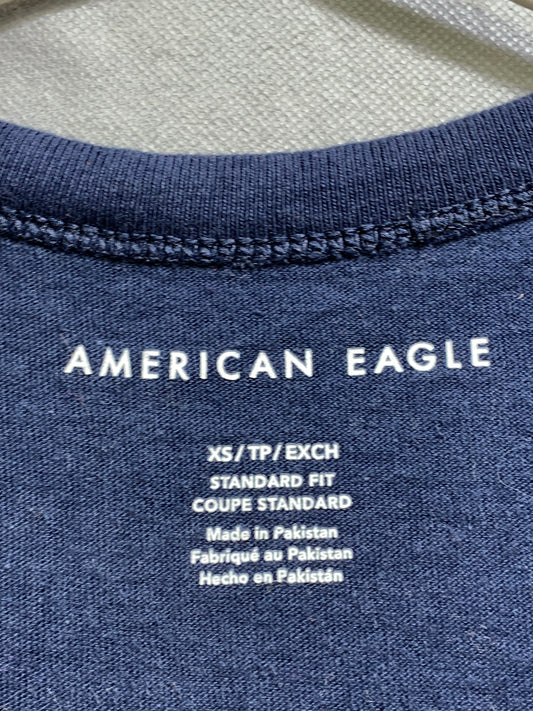 AMERICAN EAGLE
XS/TP/EXCH
STANDARD FIT
COUPE STANDARD
Made in Pakistan
Fabriqué au Pakistan
Hecho en Pakistán